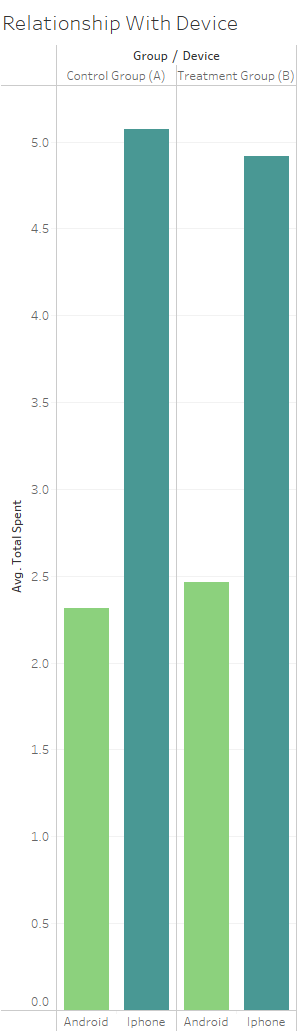 Relationship With Device
Group / Device
Control Group (A) Treatment Group (B)
5.0
4.5
4.0
3.5
3.0
2.5
2.0
1.5
1.0
0.5
0.0
Avg. Total Spent
Android Iphone Android Iphone